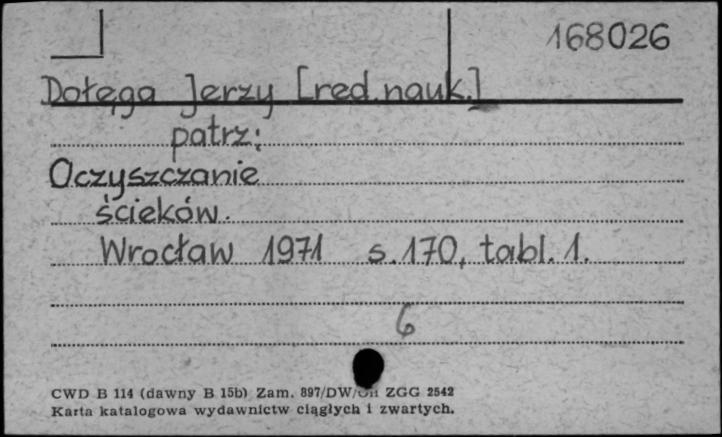 168026
Dołęga Jerzy [red.nauk.]
patrz:
Oczyszczanie
ścieków.
Wrocław 1971 s.170, tabl.1.
6
CWD B 114 (dawny B 15b) Zam. 897/DW/ ZGG 2542
Karta katalogowa wydawnictw ciągłych i zwartych.